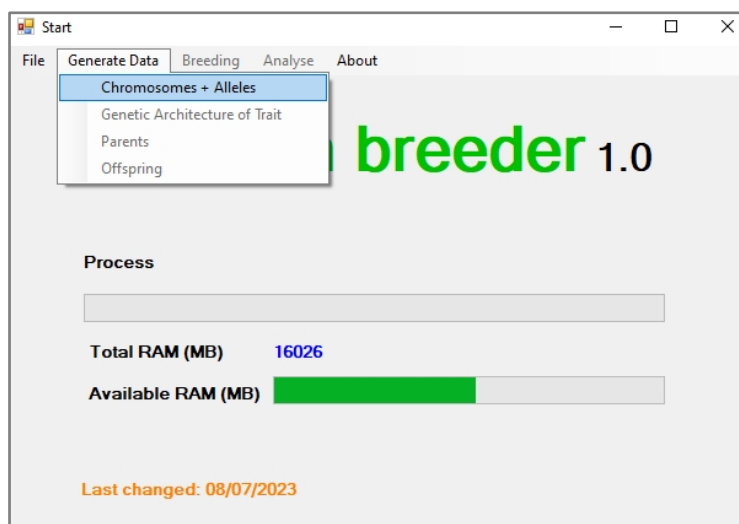 Start
File Generate Data Breeding Analyse About
Chromosomes + Alleles
Genetic Architecture of Trait
Parents
Offspring
breeder 1.0
Process
Total RAM (MB) 16026
Available RAM (MB)
Last changed: 08/07/2023